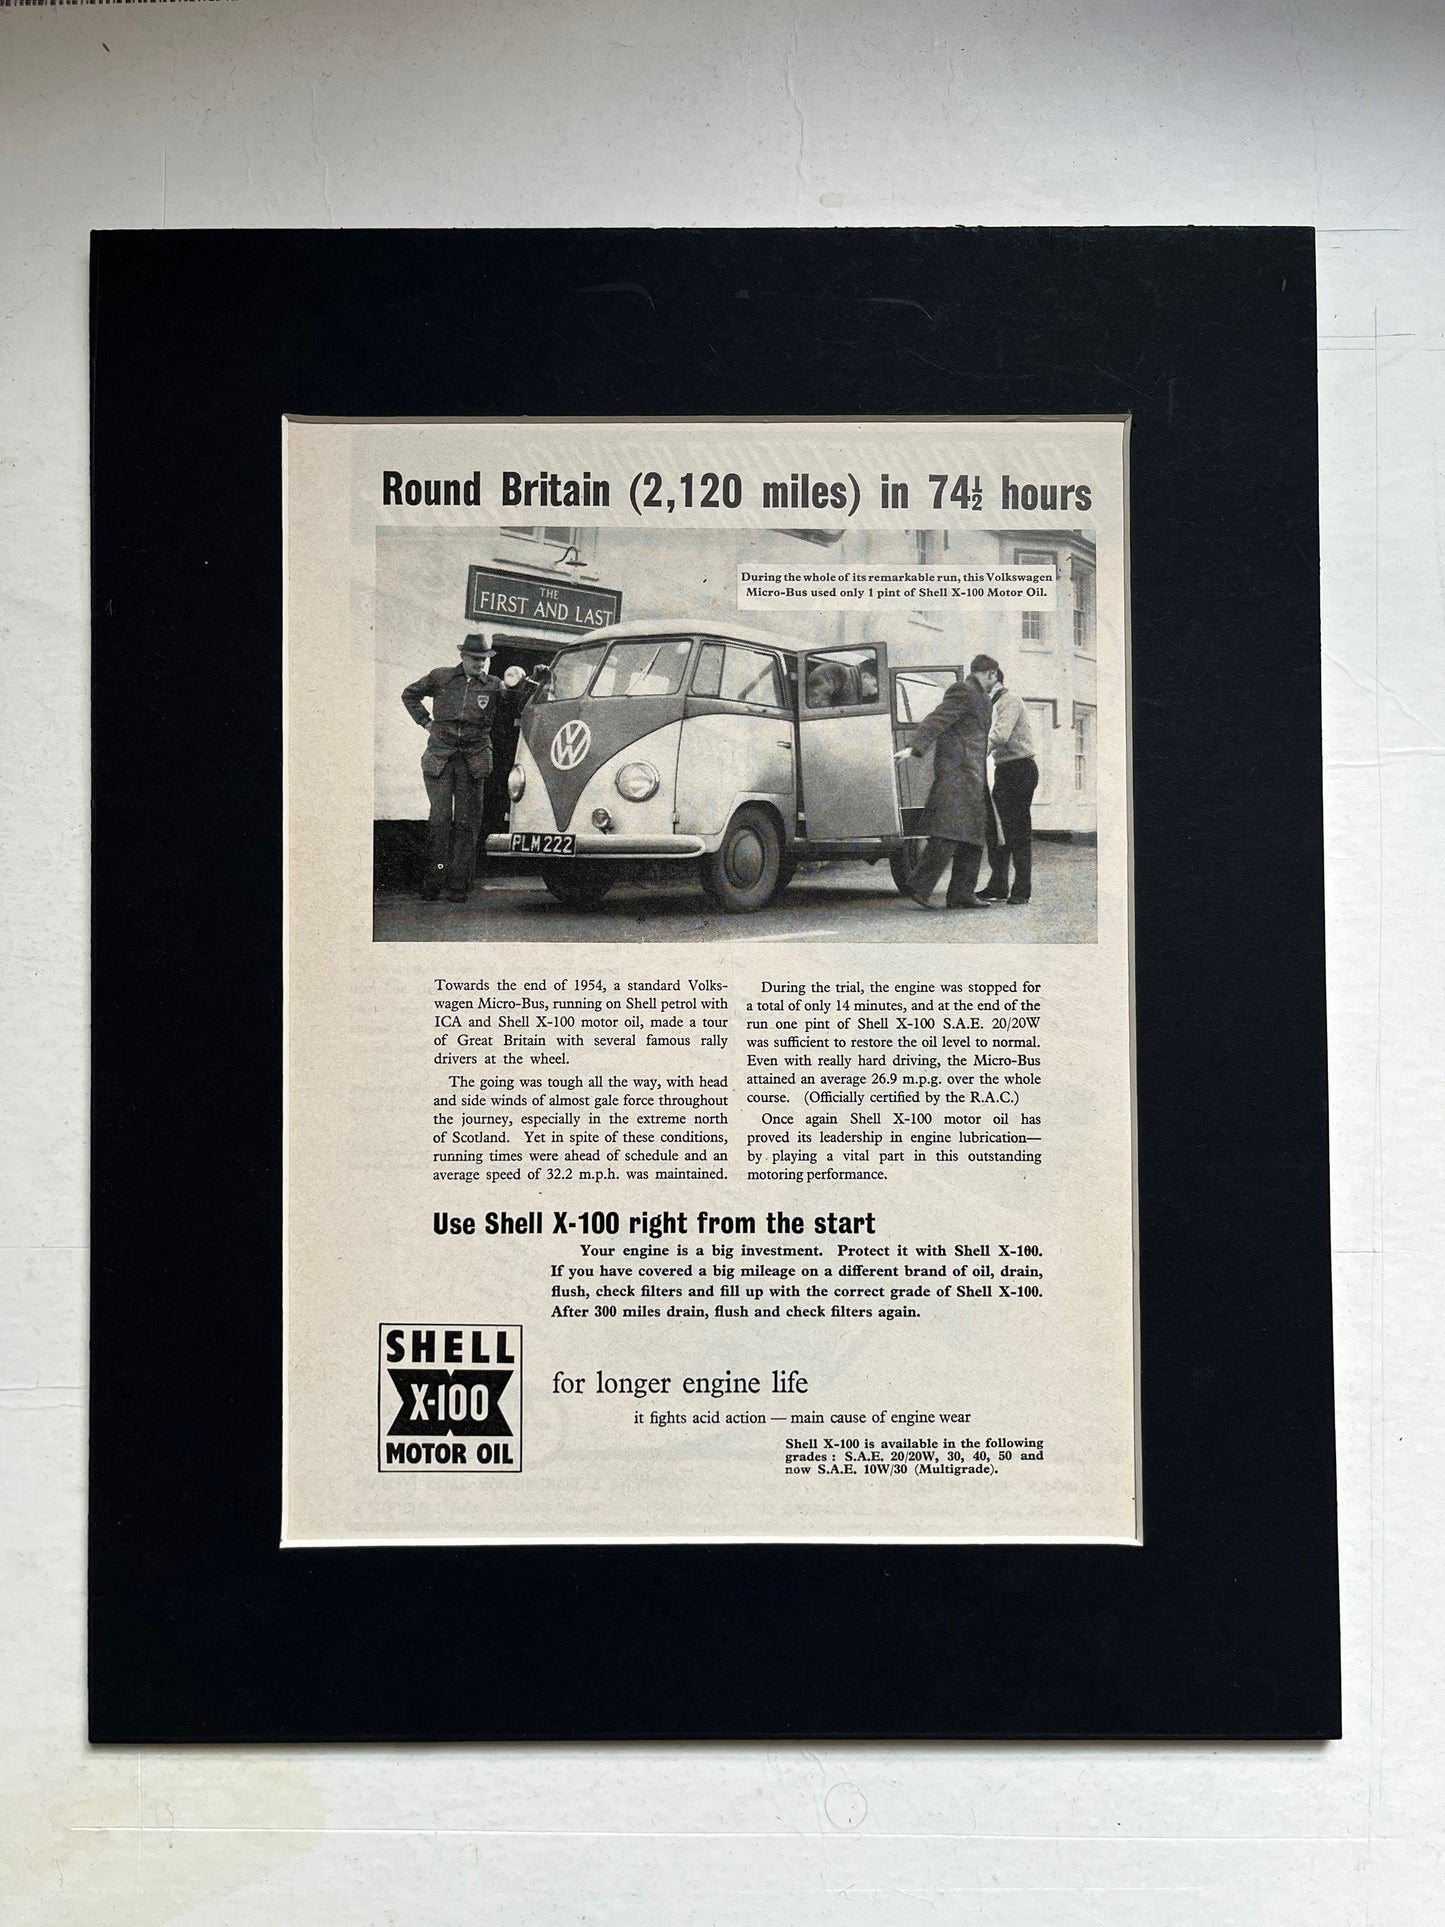 Round Britain (2,120 miles) in 74½ hours
THE
FIRST AND LAST
During the whole of its remarkable run, this Volkswagen
Micro-Bus used only 1 pint of Shell X-100 Motor Oil.
PLM 222
Towards the end of 1954, a standard Volks-
wagen Micro-Bus, running on Shell petrol with
ICA and Shell X-100 motor oil, made a tour
of Great Britain with several famous rally
drivers at the wheel.
The going was tough all the way, with head
and side winds of almost gale force throughout
the journey, especially in the extreme north
of Scotland. Yet in spite of these conditions,
running times were ahead of schedule and an
average speed of 32.2 m.p.h. was maintained.
During the trial, the engine was stopped for
a total of only 14 minutes, and at the end of the
run one pint of Shell X-100 S.A.E. 20/20W
was sufficient to restore the oil level to normal.
Even with really hard driving, the Micro-Bus
attained an average 26.9 m.p.g. over the whole
course. (Officially certified by the R.A.C.)
Once again Shell X-100 motor oil has
proved its leadership in engine lubrication—
by playing a vital part in this outstanding
motoring performance.
Use Shell X-100 right from the start
Your engine is a big investment. Protect it with Shell X-100.
If you have covered a big mileage on a different brand of oil, drain,
flush, check filters and fill up with the correct grade of Shell X-100.
After 300 miles drain, flush and check filters again.
SHELL
X-100
MOTOR OIL
for longer engine life
it fights acid action — main cause of engine wear
Shell X-100 is available in the following
grades : S.A.E. 20/20W, 30, 40, 50 and
now S.A.E. 10W/30 (Multigrade).